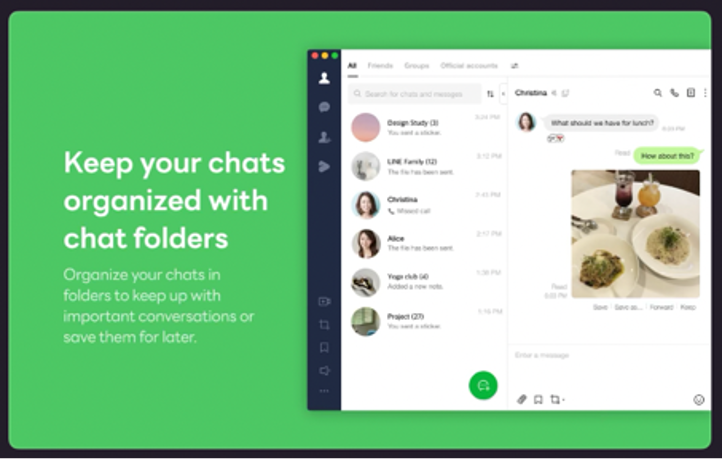 Keep your chats
organized with
chat folders
Organize your chats in
folders to keep up with
important conversations or
save them for later.
All Friends Groups Official accounts
Search for chats and messages
Design Study (3) 3:24 PM
You sent a sticker.
LINE Family (12) 3:12 PM
The file has been sent.
Christina 2:41 PM
Missed call
Alice 2:17 PM
The file has been sent.
Yoga club (4) 1:38 PM
Added a new note.
Project (27) 1:16 PM
You sent a sticker.
Christina
What should we have for lunch?
5:03 PM
Read
How about this?
Read
5:03 PM
Save Save as... Forward Keep
Enter a message